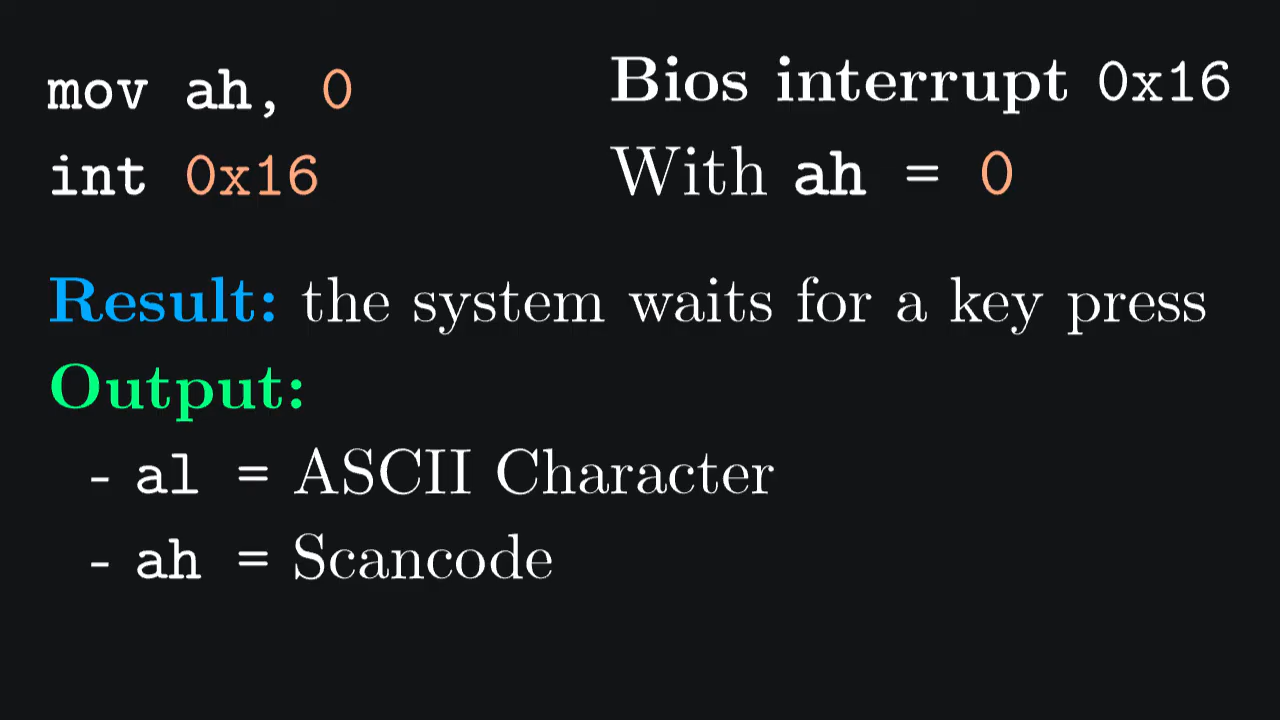 mov ah, 0
int 0x16
Bios interrupt 0x16
With ah = 0
Result: the system waits for a key press
Output:
- al = ASCII Character
- ah = Scancode